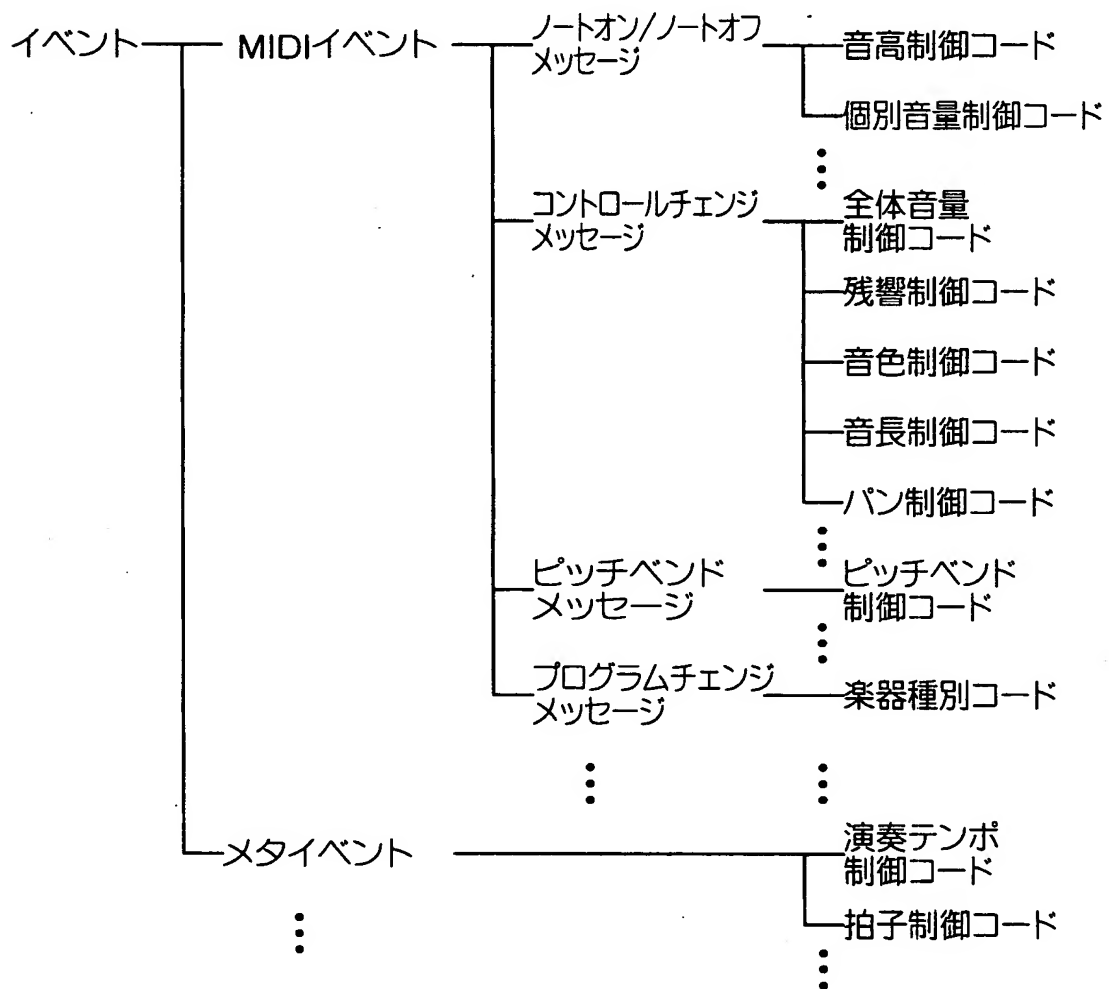 イベント
MIDIイベント
ノートオン/ノートオフ
メッセージ
音高制御コード
個別音量制御コード
コントロールチェンジ
メッセージ
全体音量
制御コード
残響制御コード
音色制御コード
音長制御コード
パン制御コード
ピッチベンド
メッセージ
ピッチベンド
制御コード
プログラムチェンジ
メッセージ
楽器種別コード
メタイベント
演奏テンポ
制御コード
拍子制御コード